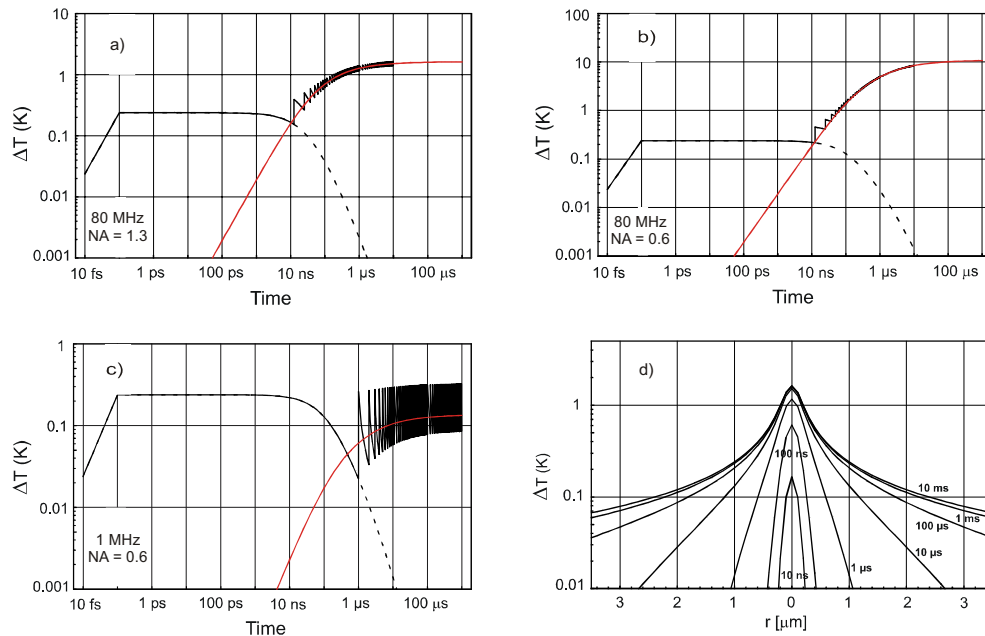 a)
10
1
0.1
0.01
0.001
ΔT (K)
80 MHz
NA = 1.3
10 fs
1 ps
100 ps
10 ns
1 µs
100 µs
Time
b)
100
10
1
0.1
0.01
0.001
ΔT (K)
80 MHz
NA = 0.6
10 fs
1 ps
100 ps
10 ns
1 µs
100 µs
Time
c)
1
0.1
0.01
0.001
ΔT (K)
1 MHz
NA = 0.6
10 fs
1 ps
100 ps
10 ns
1 µs
100 µs
Time
d)
1
0.1
0.01
ΔT (K)
100 ns
10 ms
1 ms
100 µs
10 µs
1 µs
10 ns
3
2
1
0
1
2
3
r [µm]